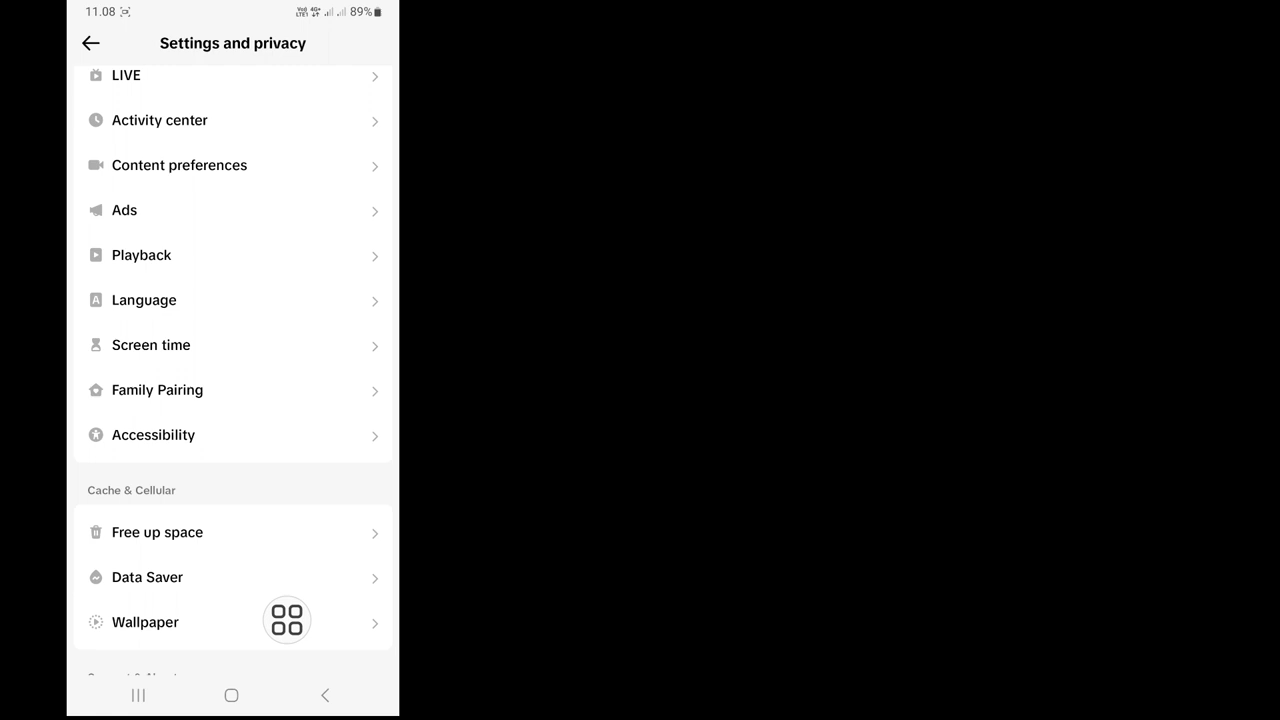 11.08 89%
Settings and privacy
LIVE
Activity center
Content preferences
Ads
Playback
Language
Screen time
Family Pairing
Accessibility
Cache & Cellular
Free up space
Data Saver
Wallpaper